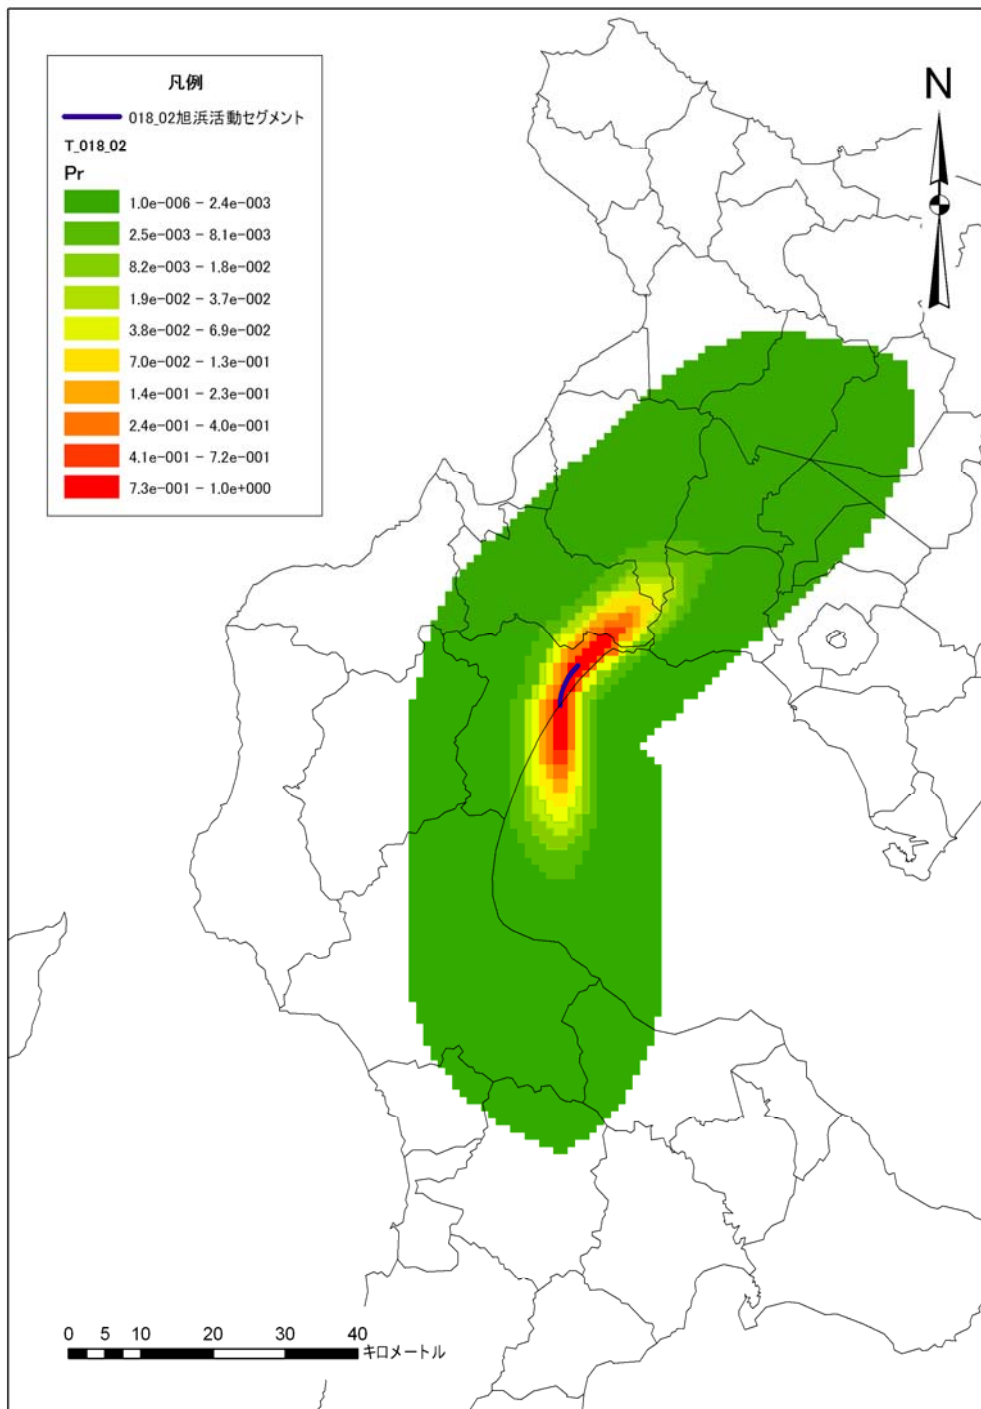 凡例
018_02旭浜活動セグメント
T_018_02
Pr
1.0e-006 - 2.4e-003
2.5e-003 - 8.1e-003
8.2e-003 - 1.8e-002
1.9e-002 - 3.7e-002
3.8e-002 - 6.9e-002
7.0e-002 - 1.3e-001
1.4e-001 - 2.3e-001
2.4e-001 - 4.0e-001
4.1e-001 - 7.2e-001
7.3e-001 - 1.0e+000
N
0 5 10 20 30 40
キロメートル